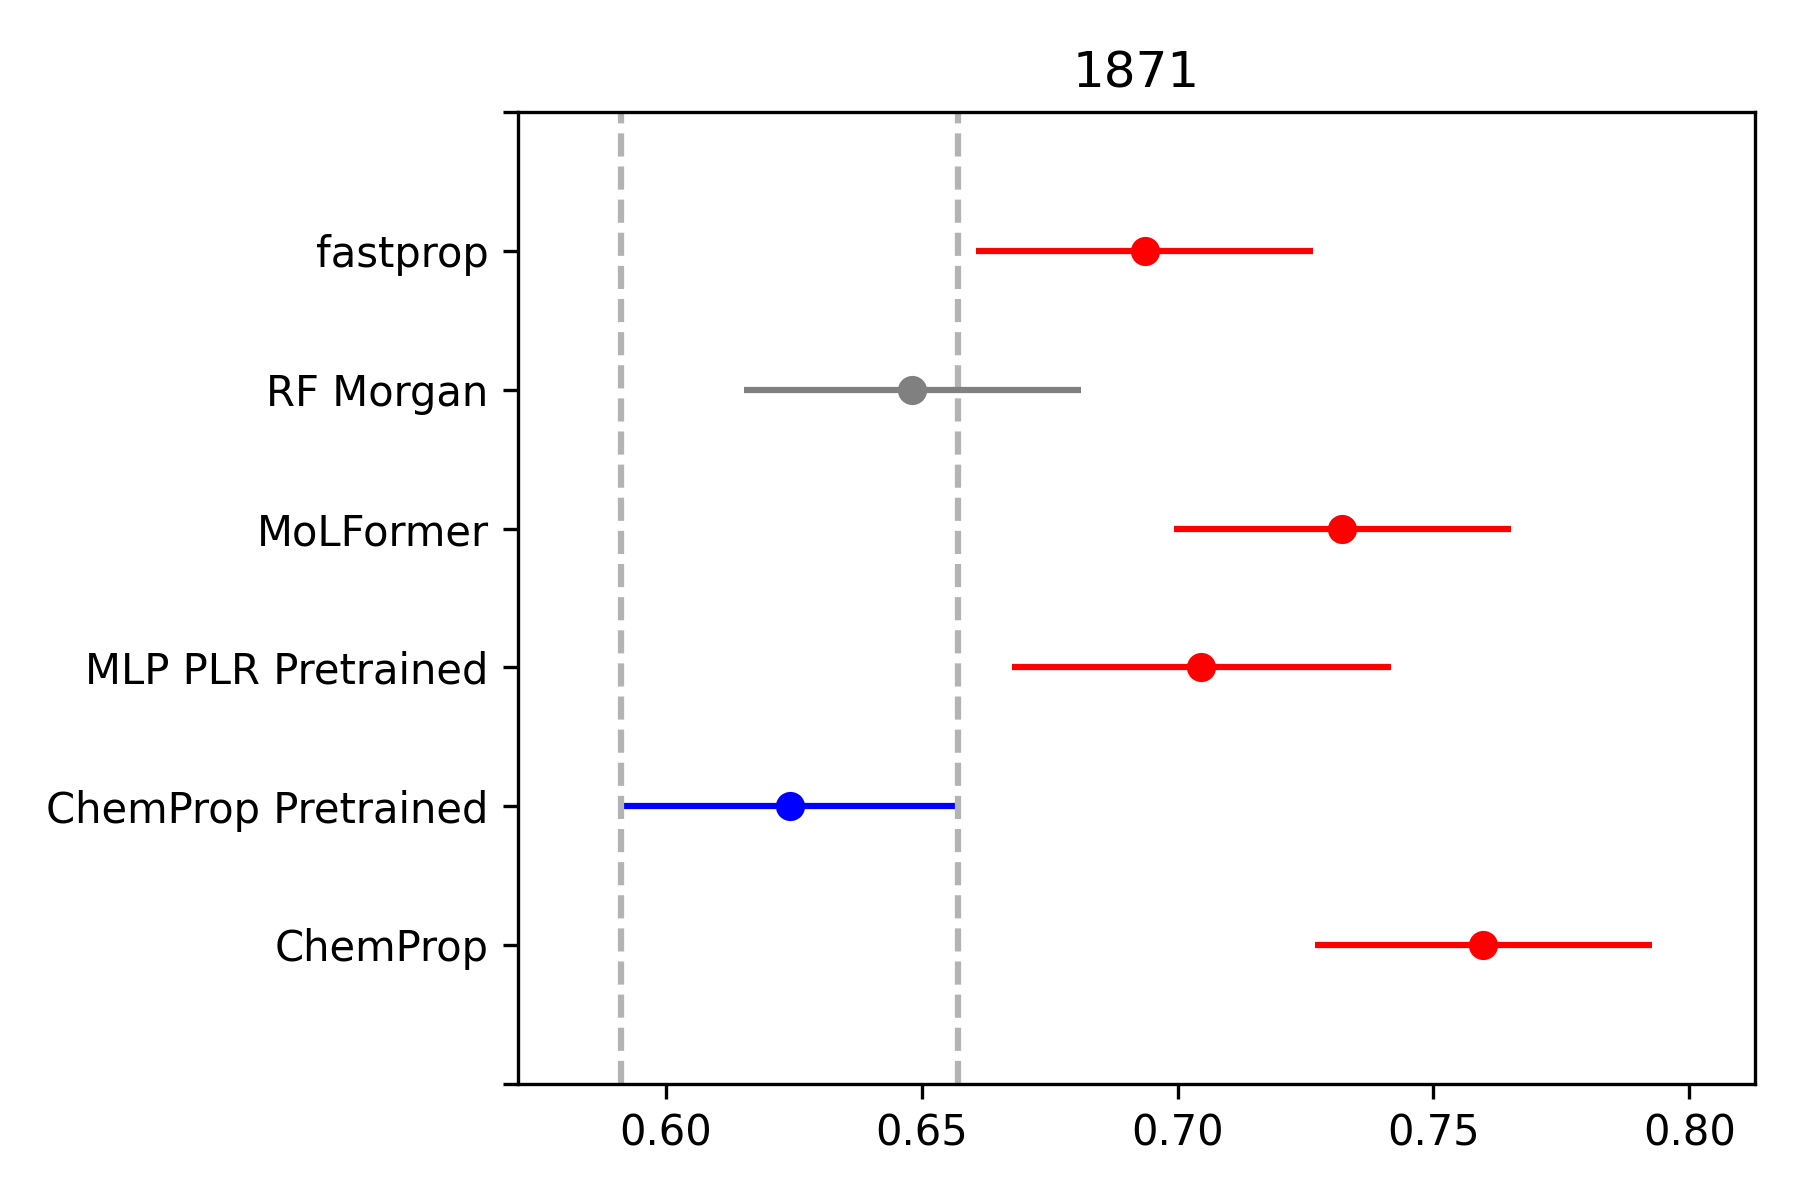 1871
fastprop
RF Morgan
MoLFormer
MLP PLR Pretrained
ChemProp Pretrained
ChemProp
0.60 0.65 0.70 0.75 0.80